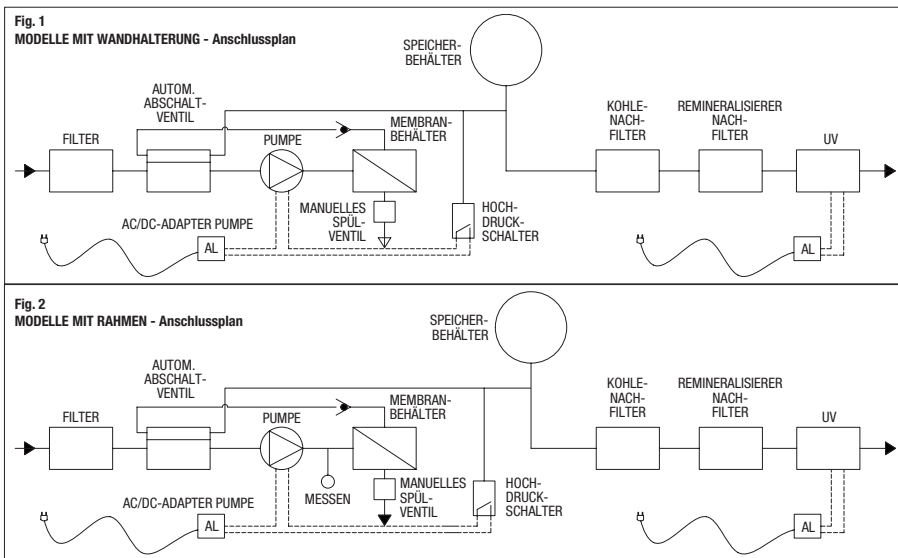 Fig. 1
MODELLE MIT WANDHALTERUNG - Anschlussplan
SPEICHER-
BEHÄLTER
AUTOM.
ABSCHALT-
VENTIL
FILTER
PUMPE
MEMBRAN-
BEHÄLTER
KOHLE-
NACH-
FILTER
REMINERALISIERER
NACH-
FILTER
UV
MANUELLES
SPÜL-
VENTIL
HOCH-
DRUCK-
SCHALTER
AC/DC-ADAPTER PUMPE
AL
AL
Fig. 2
MODELLE MIT RAHMEN - Anschlussplan
SPEICHER-
BEHÄLTER
AUTOM.
ABSCHALT-
VENTIL
FILTER
PUMPE
MEMBRAN-
BEHÄLTER
KOHLE-
NACH-
FILTER
REMINERALISIERER
NACH-
FILTER
UV
MESSEN
MANUELLES
SPÜL-
VENTIL
HOCH-
DRUCK-
SCHALTER
AC/DC-ADAPTER PUMPE
AL
AL